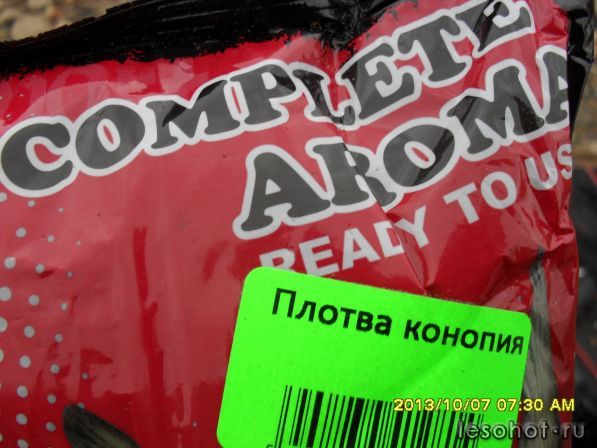 COMPLETE
AROMA
READY TO US
Плотва конопия
2013/10/07 07:30 AM
lesohot.ru